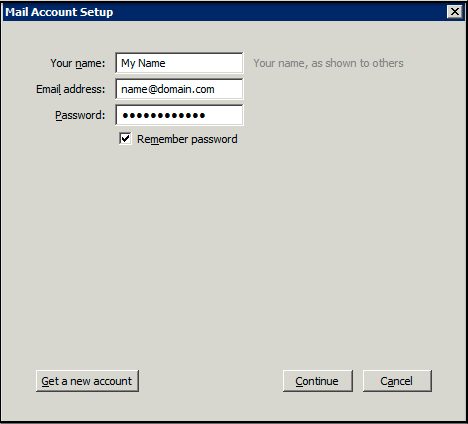 Mail Account Setup
Your name: My Name Your name, as shown to others
Email address: name@domain.com
Password: ••••••••••••
Remember password
Get a new account Continue Cancel